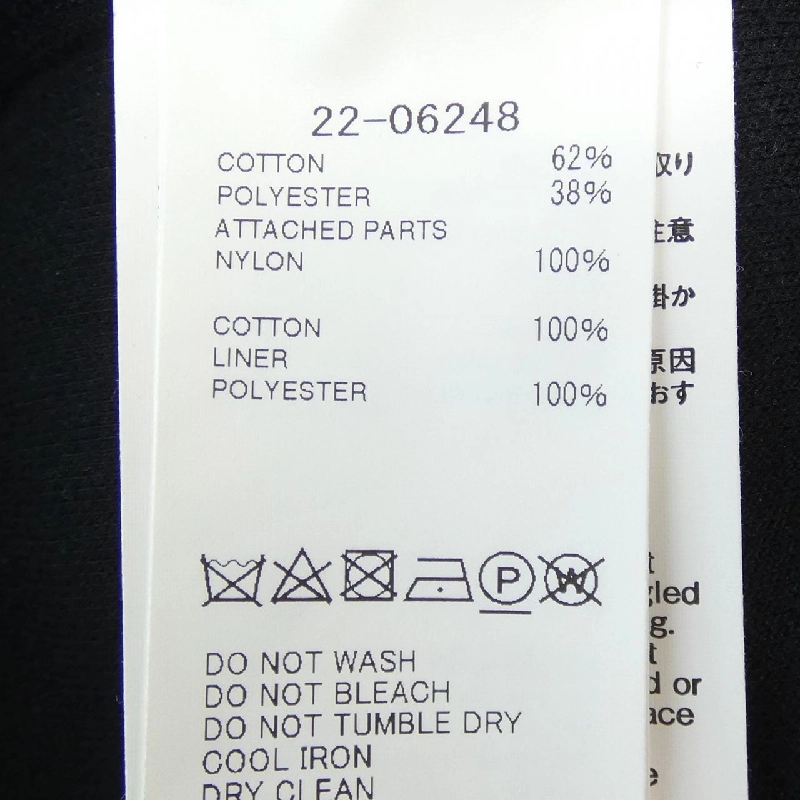 22-06248
COTTON 62%
POLYESTER 38%
ATTACHED PARTS
NYLON 100%
COTTON 100%
LINER
POLYESTER 100%
P
W
DO NOT WASH
DO NOT BLEACH
DO NOT TUMBLE DRY
COOL IRON
DRY CLEAN
取り
注意
掛か
原因
おす
gled
g.
d or
ace
e